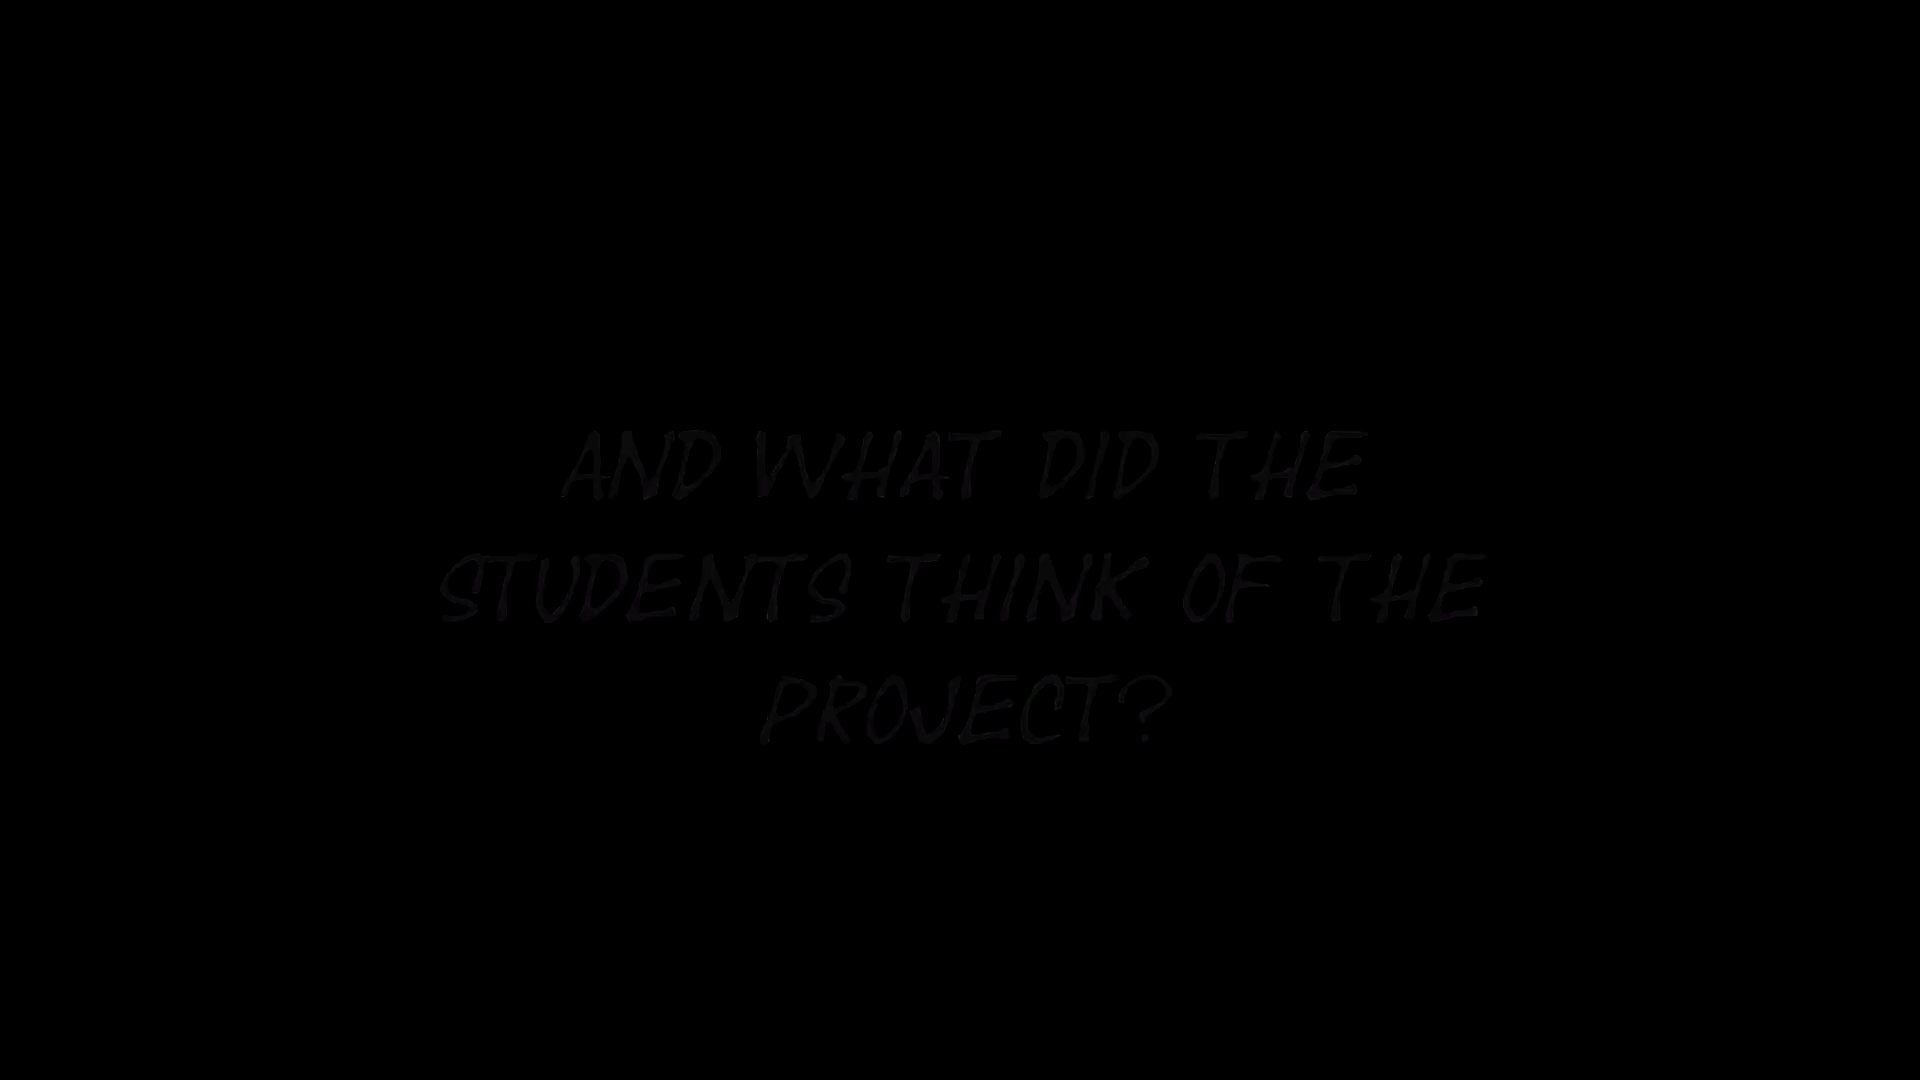 AND WHAT DID THE
STUDENTS THINK OF THE
PROJECT?